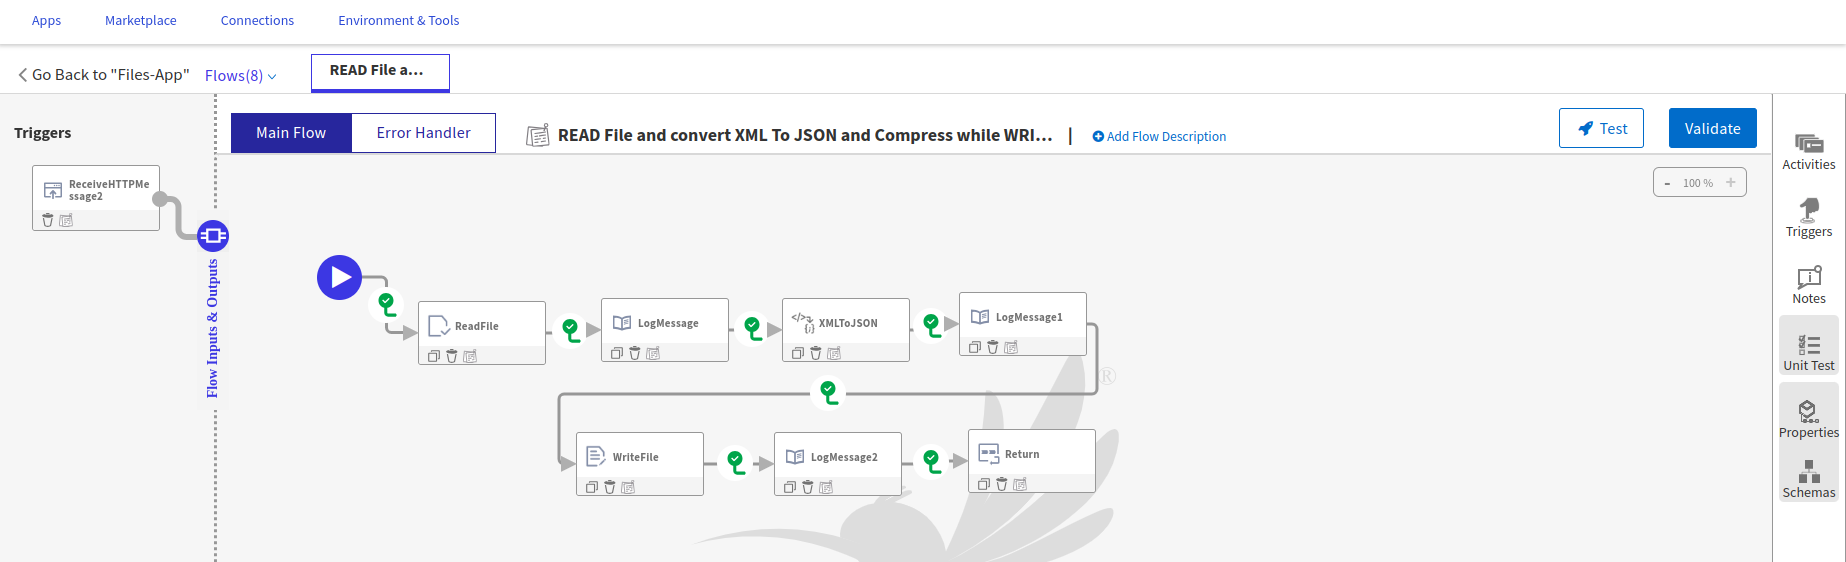 Apps Marketplace Connections Environment & Tools
Go Back to "Files-App" Flows(8) READ File a...
Triggers
Main Flow Error Handler READ File and convert XML To JSON and Compress while WRI... | Add Flow Description Test Validate
ReceiveHTTPMe
ssage2
Flow Inputs & Outputs
- 100 % +
ReadFile
LogMessage
XMLToJSON
LogMessage1
®
WriteFile
LogMessage2
Return
Activities
Triggers
Notes
Unit Test
Properties
Schemas